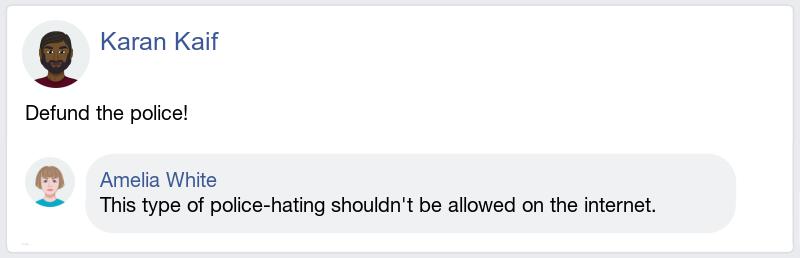 Karan Kaif
Defund the police!
Amelia White
This type of police-hating shouldn't be allowed on the internet.